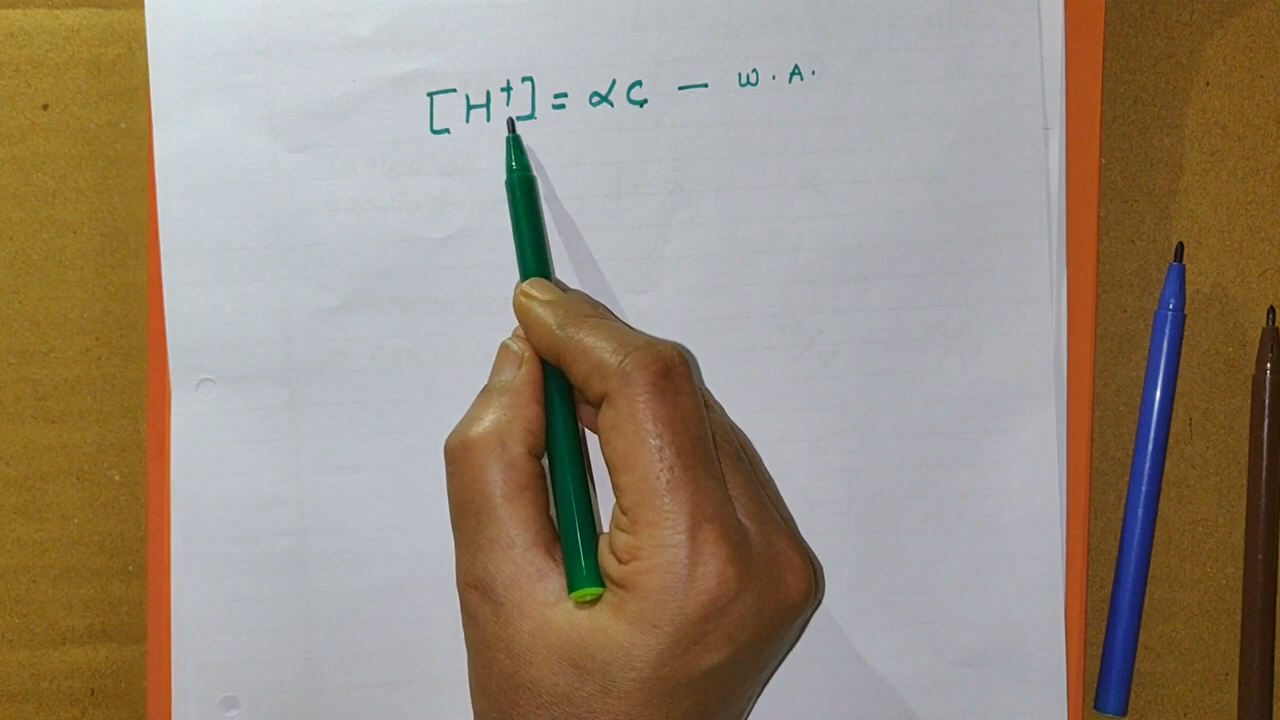 [H⁺] = αC — W.A.